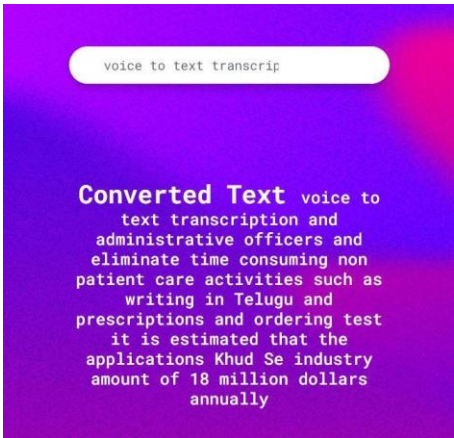 voice to text transcrip
Converted Text voice to
text transcription and
administrative officers and
eliminate time consuming non
patient care activities such as
writing in Telugu and
prescriptions and ordering test
it is estimated that the
applications Khud Se industry
amount of 18 million dollars
annually